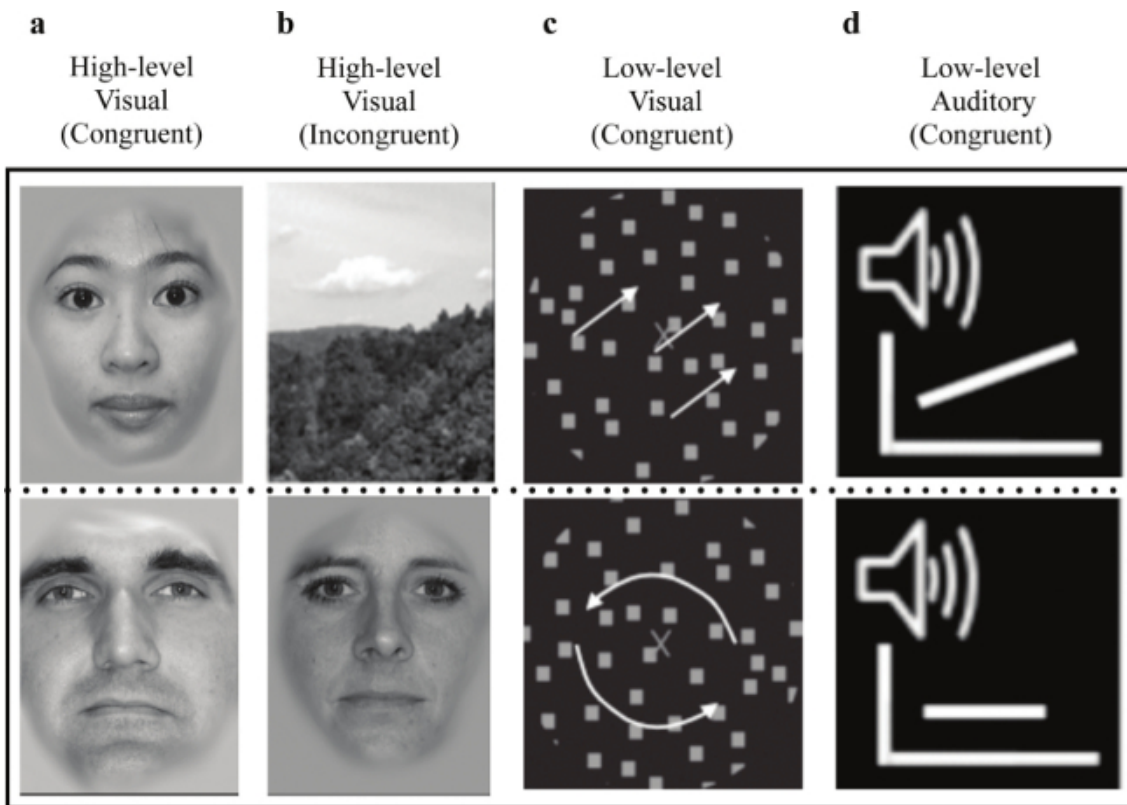 a
High-level
Visual
(Congruent)
b
High-level
Visual
(Incongruent)
c
Low-level
Visual
(Congruent)
d
Low-level
Auditory
(Congruent)